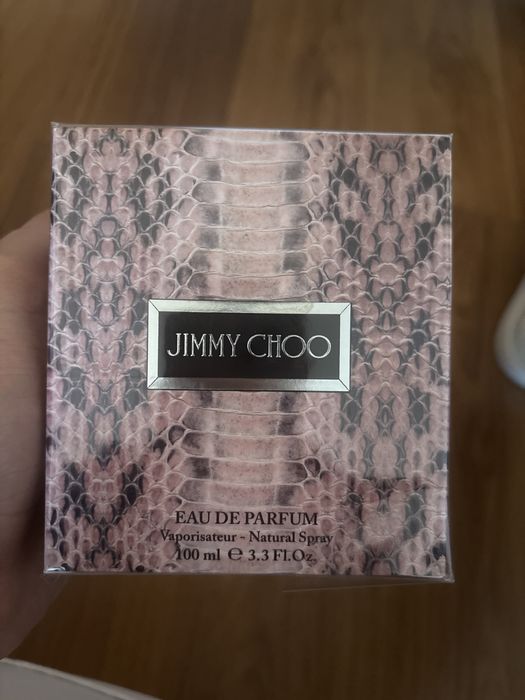 JIMMY CHOO
EAU DE PARFUM
Vaporisateur - Natural Spray
100 ml ℮ 3.3 Fl.Oz.